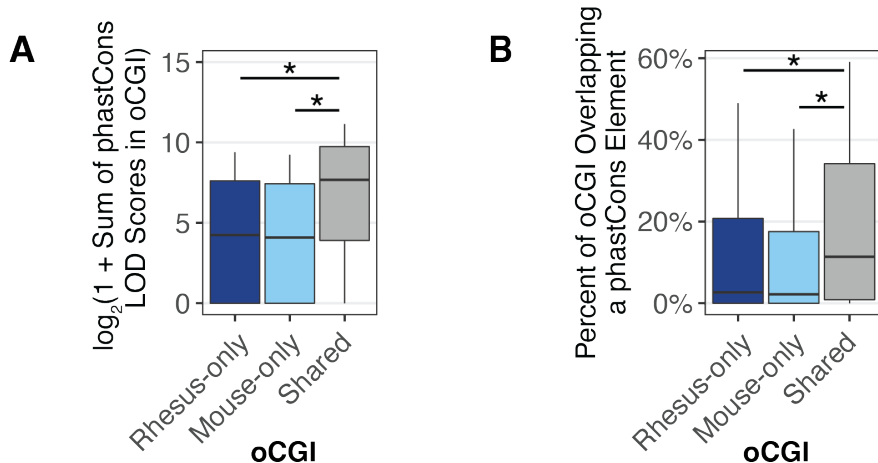 A
log2(1 + Sum of phastCons
LOD Scores in oCGI)
15
10
5
0
*
*
Rhesus-only
Mouse-only
Shared
oCGI
B
Percent of oCGI Overlapping
a phastCons Element
60%
40%
20%
0%
*
*
Rhesus-only
Mouse-only
Shared
oCGI